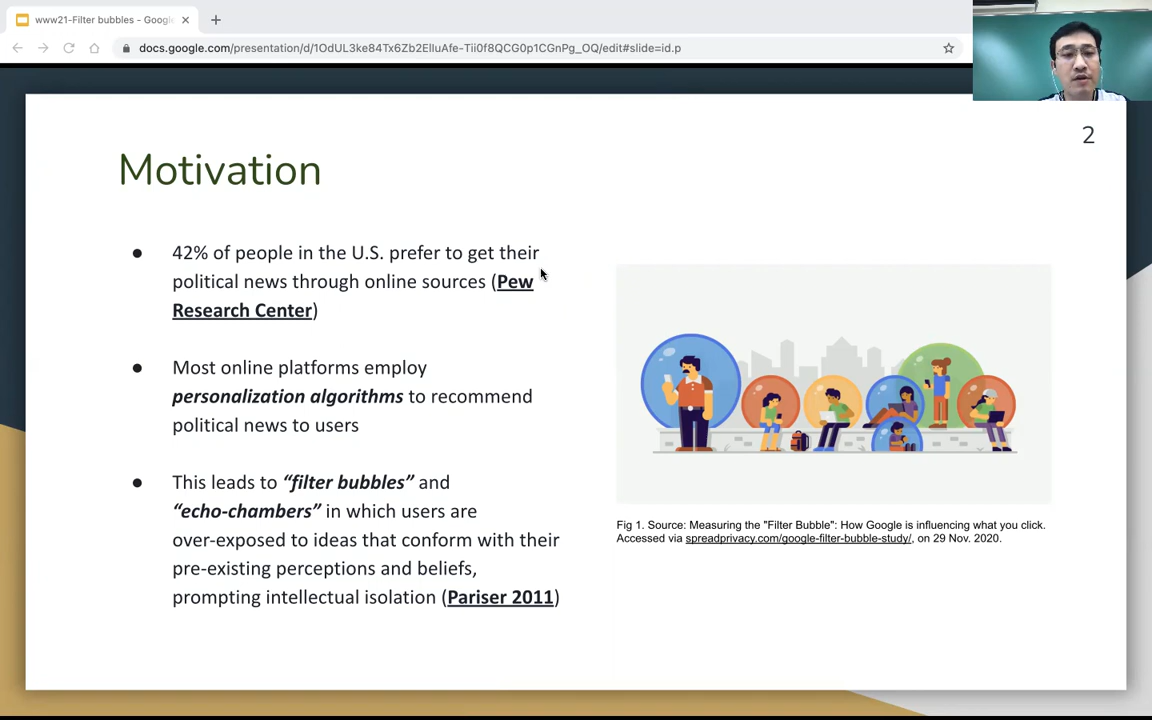 www21-Filter bubbles - Goog
docs.google.com/presentation/d/1OdUL3ke84Tx6Zb2ElluAfe-Tii0f8QCG0p1CGnPg_OQ/edit#slide=id.p
2
Motivation
● 42% of people in the U.S. prefer to get their
political news through online sources (Pew
Research Center)
● Most online platforms employ
personalization algorithms to recommend
political news to users
● This leads to “filter bubbles” and
“echo-chambers” in which users are
over-exposed to ideas that conform with their
pre-existing perceptions and beliefs,
prompting intellectual isolation (Pariser 2011)
Fig 1. Source: Measuring the "Filter Bubble": How Google is influencing what you click.
Accessed via spreadprivacy.com/google-filter-bubble-study/, on 29 Nov. 2020.